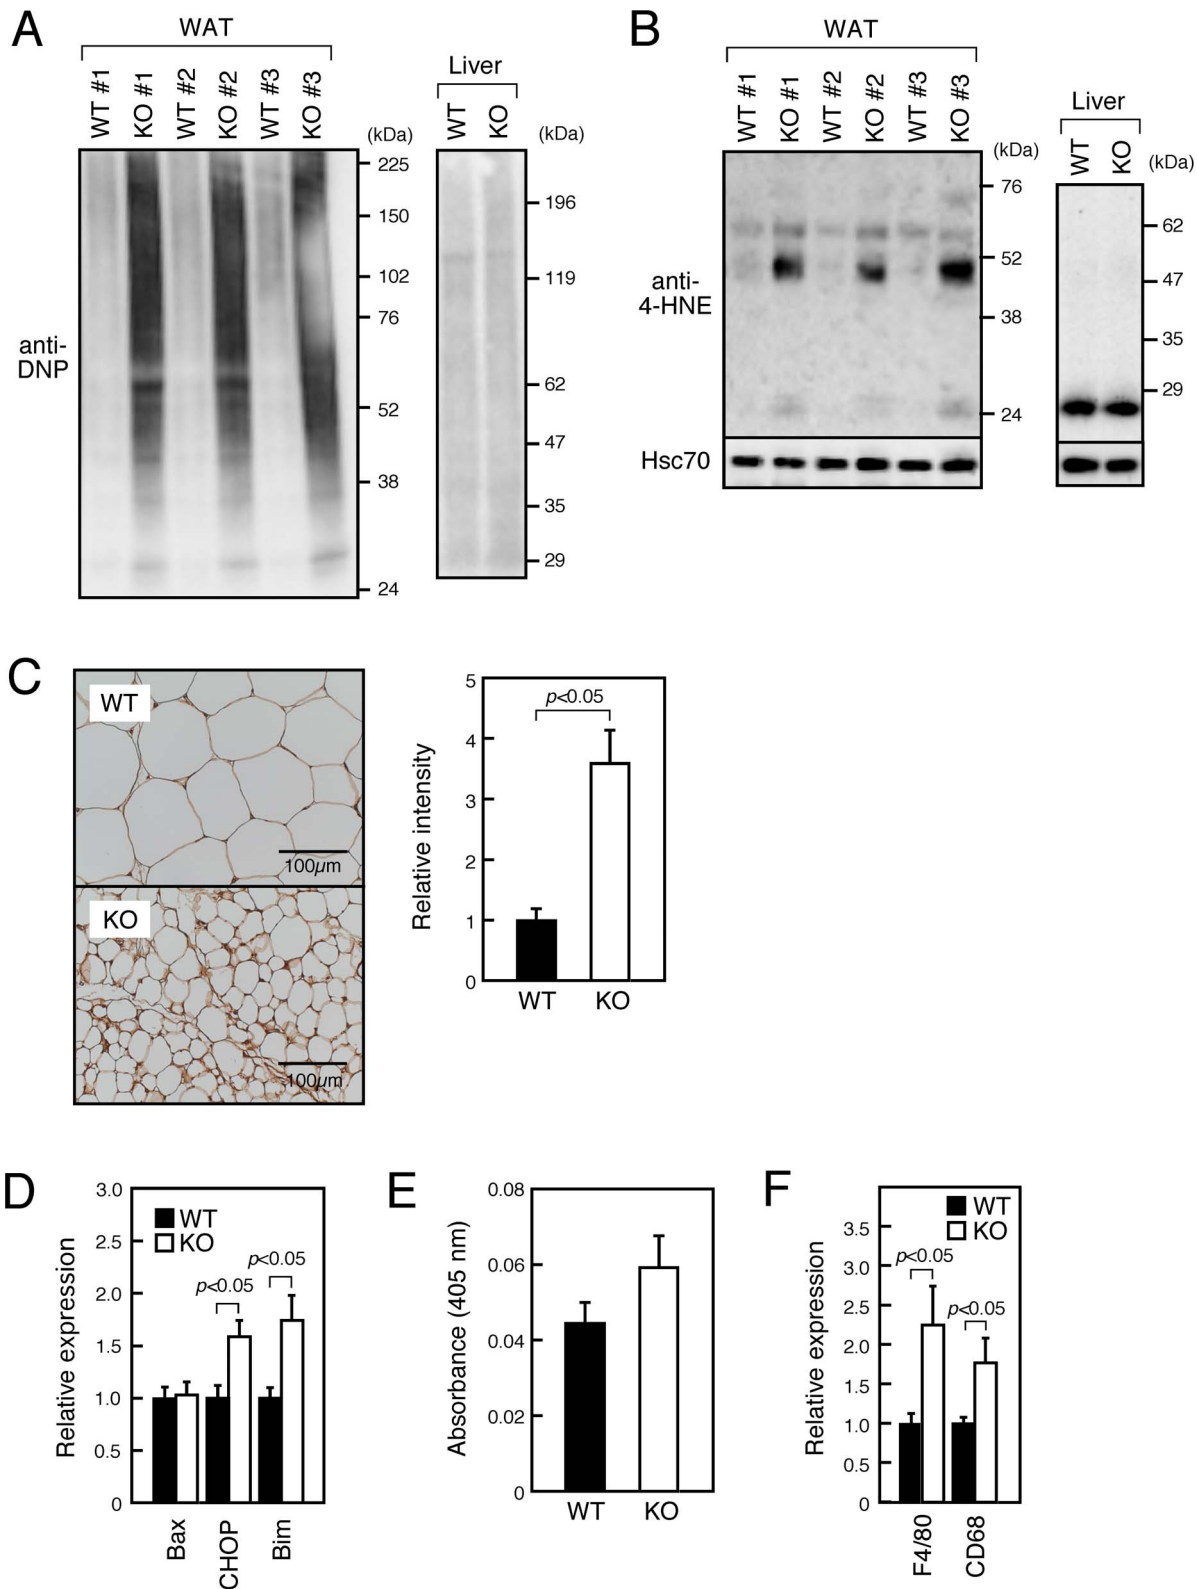 A
WAT
WT #1
KO #1
WT #2
KO #2
WT #3
KO #3
(kDa)
225
150
102
76
52
38
24
anti-
DNP
Liver
WT
KO
(kDa)
196
119
62
47
35
29
B
WAT
WT #1
KO #1
WT #2
KO #2
WT #3
KO #3
(kDa)
76
52
38
24
anti-
4-HNE
Hsc70
Liver
WT
KO
(kDa)
62
47
35
29
C
WT
100µm
KO
100µm
Relative intensity
5
4
3
2
1
0
p<0.05
WT
KO
D
Relative expression
3.0
2.5
2.0
1.5
1.0
0.5
0
WT
KO
p<0.05
p<0.05
Bax
CHOP
Bim
E
Absorbance (405 nm)
0.08
0.06
0.04
0.02
0
WT
KO
F
Relative expression
3.5
3.0
2.5
2.0
1.5
1.0
0.5
0
WT
KO
p<0.05
p<0.05
F4/80
CD68